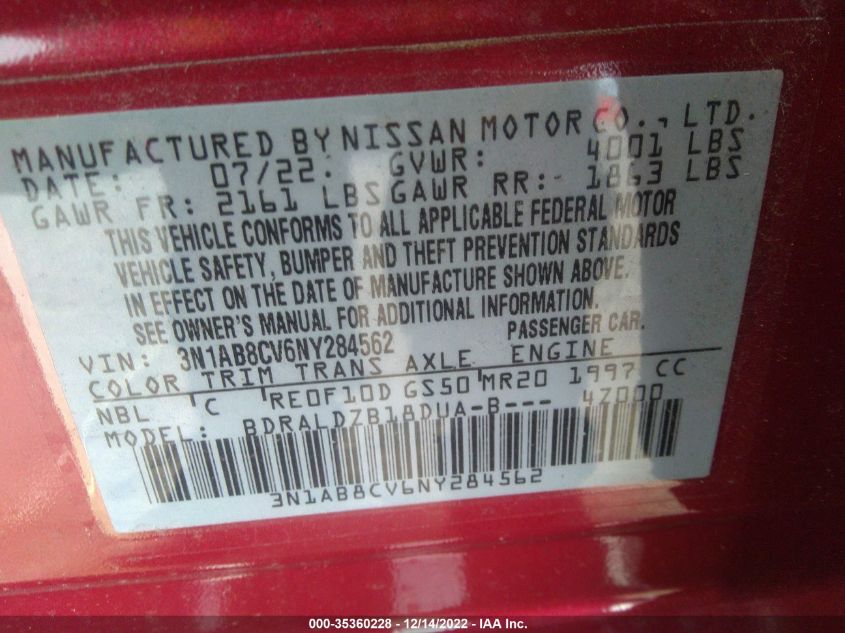 MANUFACTURED BY NISSAN MOTOR CO., LTD.
DATE: 07/22. GVWR: 4001 LBS
GAWR FR: 2161 LBS GAWR RR: 1863 LBS
THIS VEHICLE CONFORMS TO ALL APPLICABLE FEDERAL MOTOR
VEHICLE SAFETY, BUMPER AND THEFT PREVENTION STANDARDS
IN EFFECT ON THE DATE OF MANUFACTURE SHOWN ABOVE.
SEE OWNER'S MANUAL FOR ADDITIONAL INFORMATION.
PASSENGER CAR.
VIN: 3N1AB8CV6NY284562
COLOR TRIM TRANS AXLE ENGINE
NBL C RE0F10D GS50 MR20 1997 CC
MODEL: BDRALDZB18DUA-B--- 4Z000
3N1AB8CV6NY284562
000-35360228 - 12/14/2022 - IAA, Inc.